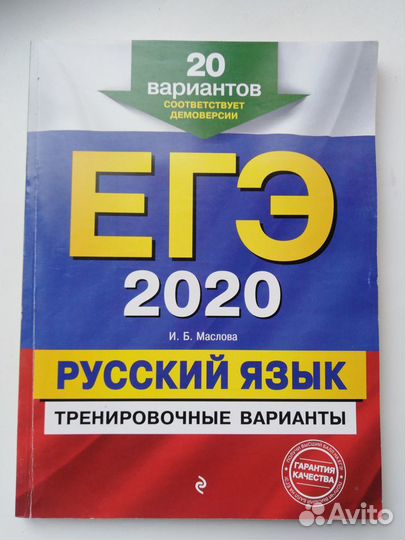 20
вариантов
СООТВЕТСТВУЕТ
ДЕМОВЕРСИИ
ЕГЭ
2020
И. Б. Маслова
РУССКИЙ ЯЗЫК
ТРЕНИРОВОЧНЫЕ ВАРИАНТЫ
ГАРАНТИЯ
КАЧЕСТВА
Avito